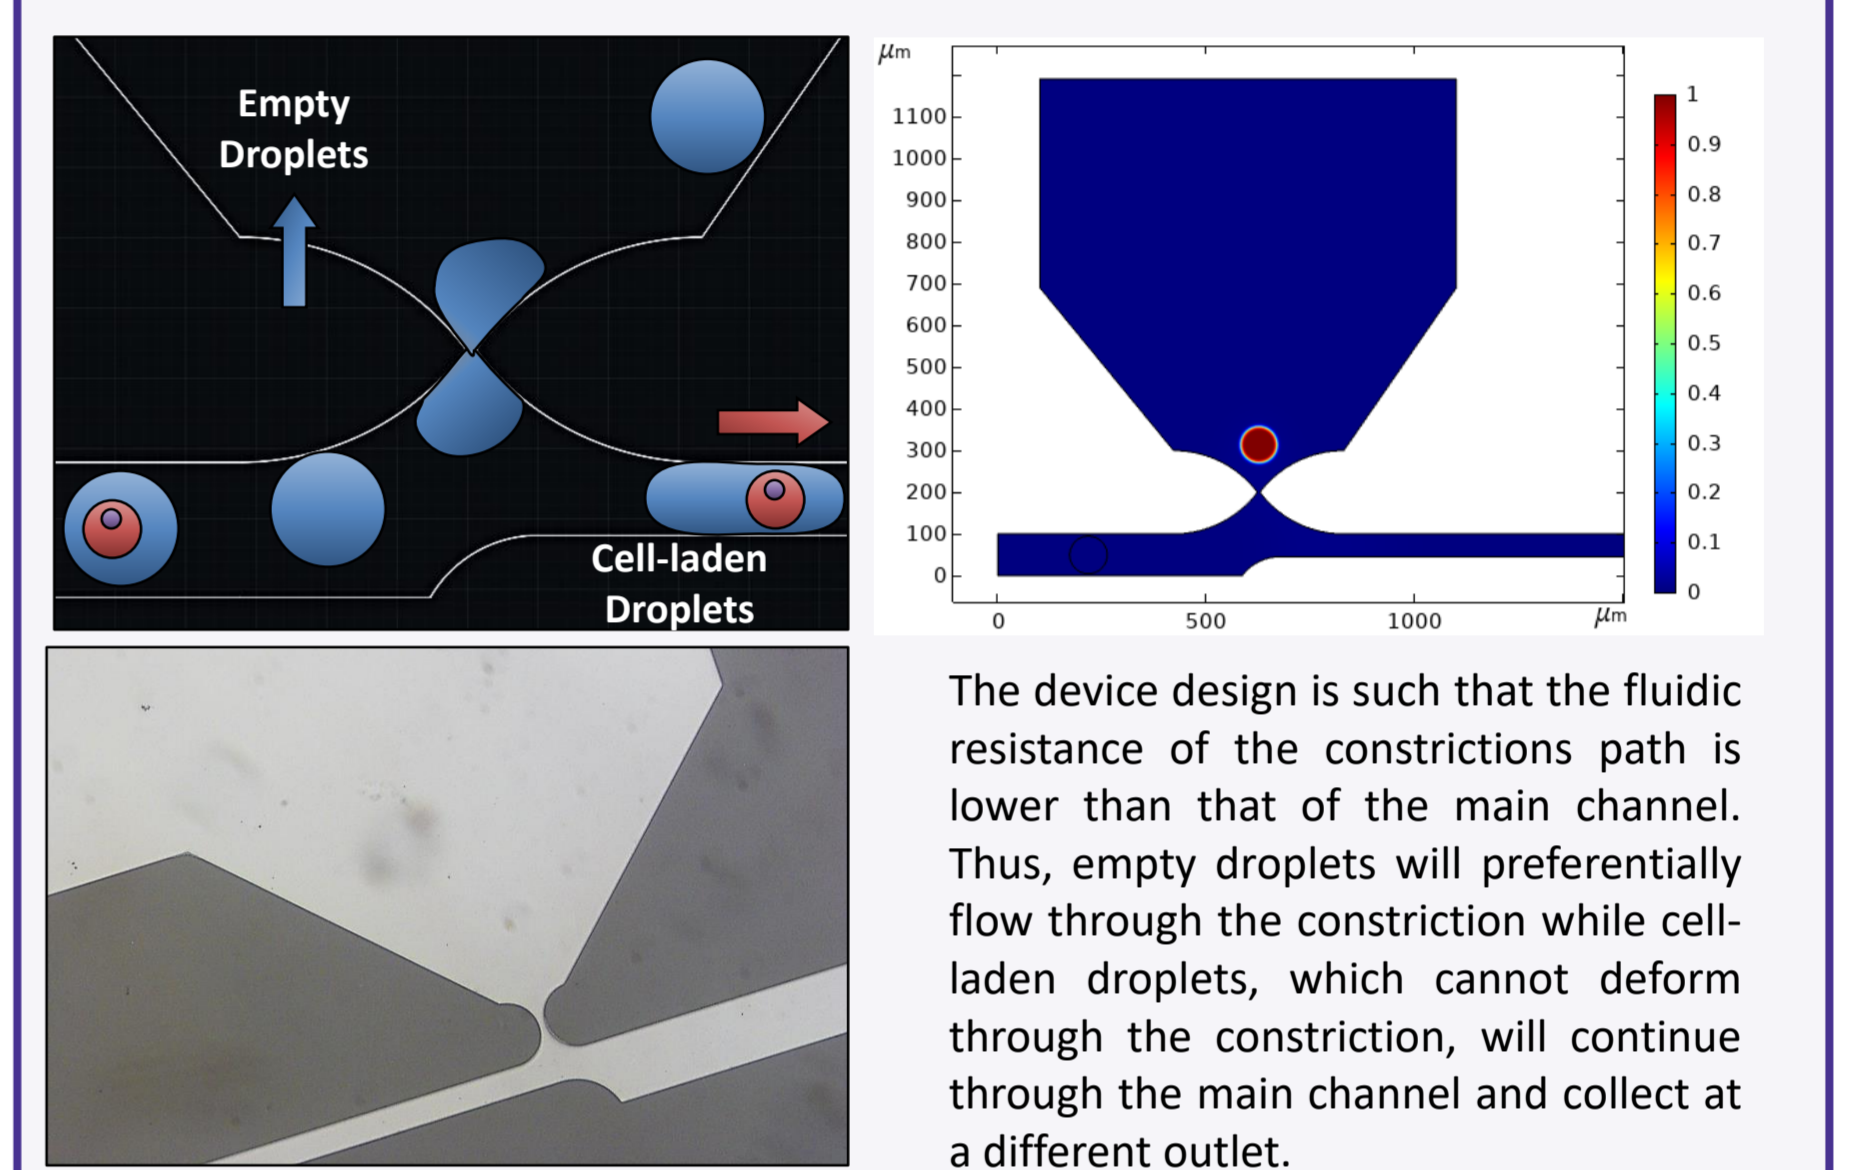 Empty
Droplets
Cell-laden
Droplets
μm
1100
1000
900
800
700
600
500
400
300
200
100
0
0
500
1000
μm
1
0.9
0.8
0.7
0.6
0.5
0.4
0.3
0.2
0.1
0
The device design is such that the fluidic
resistance of the constrictions path is
lower than that of the main channel.
Thus, empty droplets will preferentially
flow through the constriction while cell-
laden droplets, which cannot deform
through the constriction, will continue
through the main channel and collect at
a different outlet.